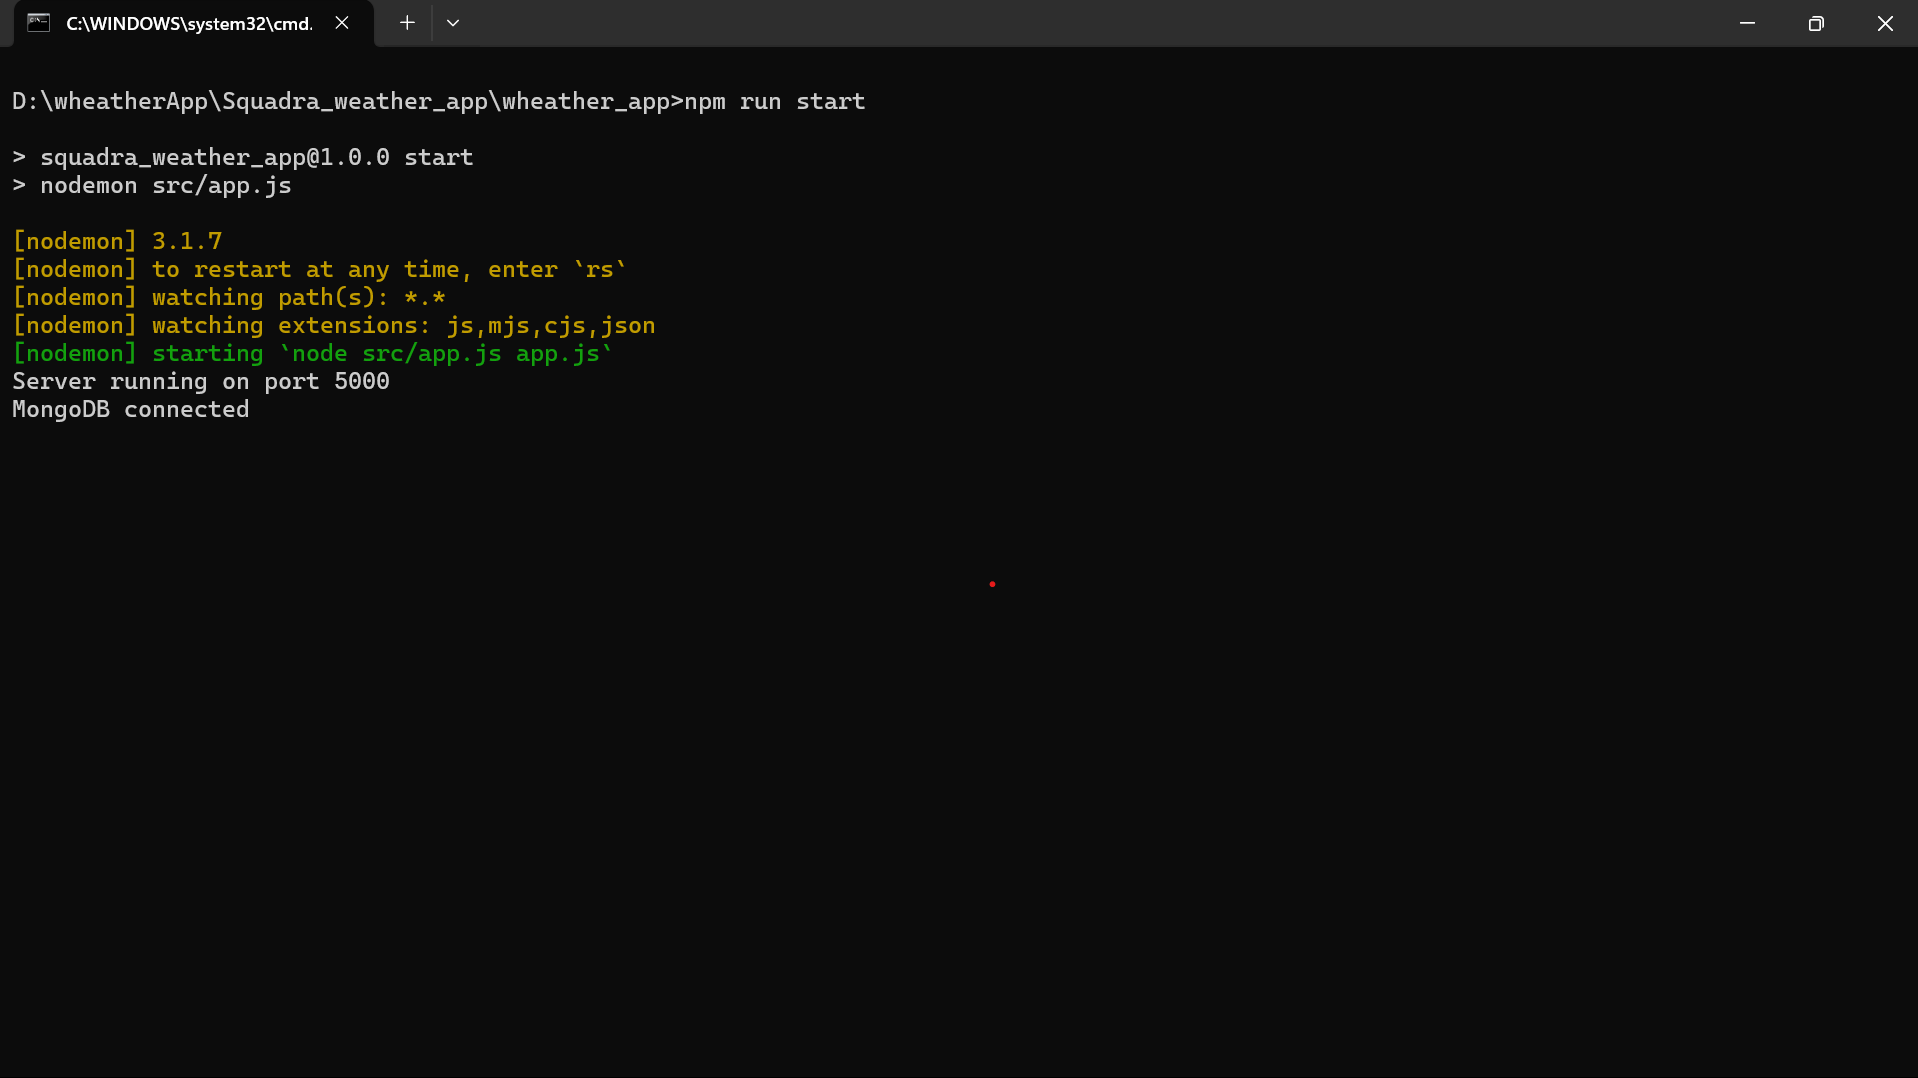 C:\WINDOWS\system32\cmd.
D:\wheatherApp\Squadra_weather_app\wheather_app>npm run start
> squadra_weather_app@1.0.0 start
> nodemon src/app.js
[nodemon] 3.1.7
[nodemon] to restart at any time, enter `rs`
[nodemon] watching path(s): *.*
[nodemon] watching extensions: js,mjs,cjs,json
[nodemon] starting `node src/app.js app.js`
Server running on port 5000
MongoDB connected